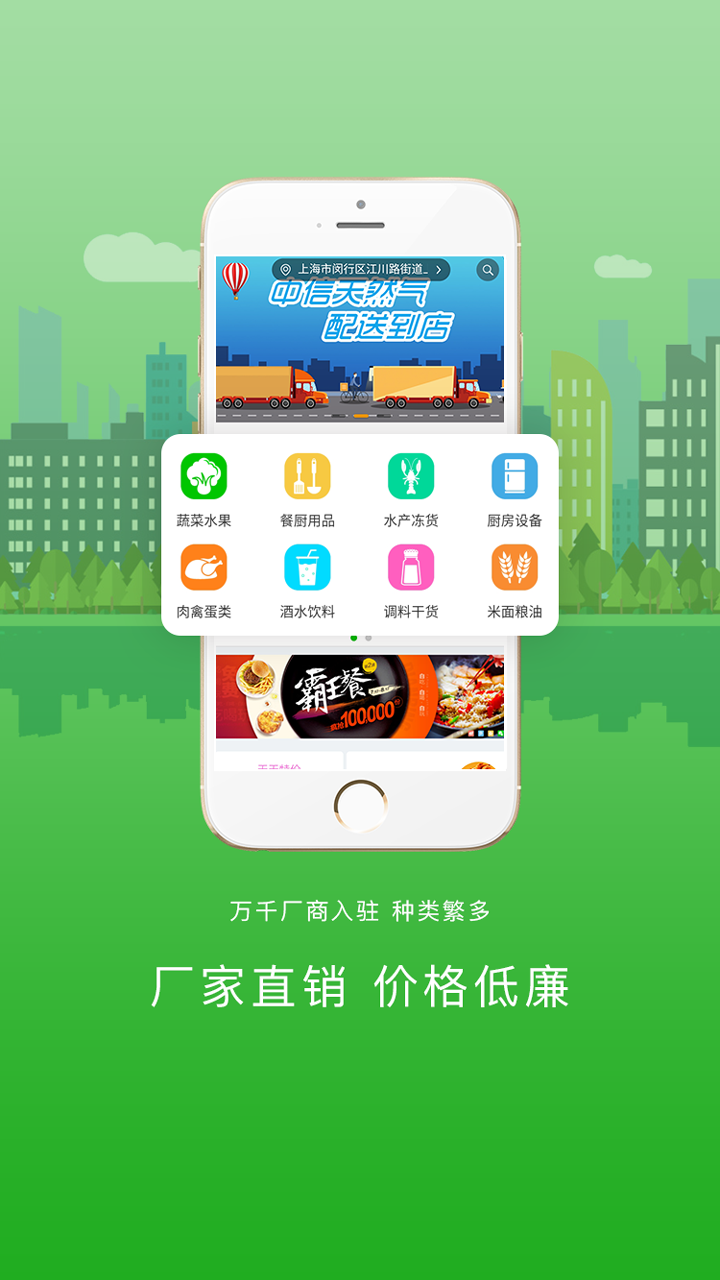 上海市闵行区江川路街道_
中信天然气
配送到店
蔬菜水果 餐厨用品 水产冻货 厨房设备
肉禽蛋类 酒水饮料 调料干货 米面粮油
霸王餐
100,000
万千厂商入驻 种类繁多
厂家直销 价格低廉